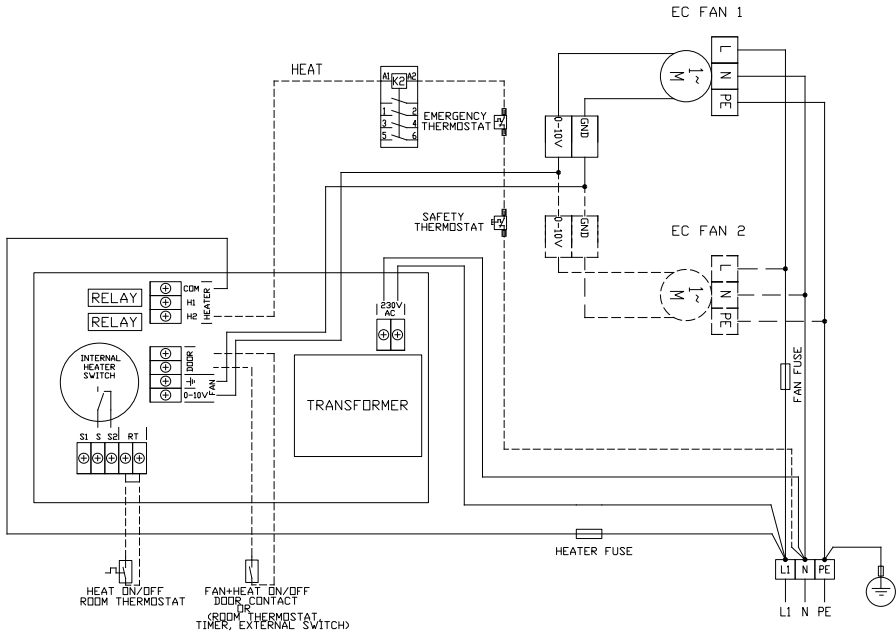 EC FAN 1
HEAT
A1 K2 A2
1 2
3 4
5 6
EMERGENCY
THERMOSTAT
L
N
PE
1~
M
0-10V
GND
SAFETY
THERMOSTAT
0-10V
GND
EC FAN 2
L
N
PE
1~
M
RELAY
RELAY
COM
H1
H2
HEATER
230V
AC
INTERNAL
HEATER
SWITCH
DOOR
FAN
0-10V
TRANSFORMER
FAN FUSE
S1 S S2 RT
HEATER FUSE
L1 N PE
HEAT ON/OFF
ROOM THERMOSTAT
FAN+HEAT ON/OFF
DOOR CONTACT
OR
(ROOM THERMOSTAT,
TIMER, EXTERNAL SWITCH)
L1 N PE